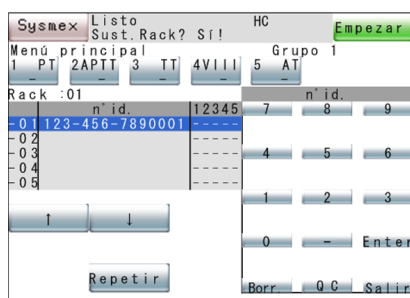 Sysmex Listo HC Empezar
Sust.Rack? Sí!
Menú principal Grupo 1
1 PT 2APTT 3 TT 4VIII 5 AT
- - - - -
Rack :01 n°id.
n°id. 12345 7 8 9
-01 123-456-7890001 -----
-02 -----
-03 ----- 4 5 6
-04 -----
-05 -----
1 2 3
↑ ↓
0 - Enter
Repetir
Borr. QC Salir